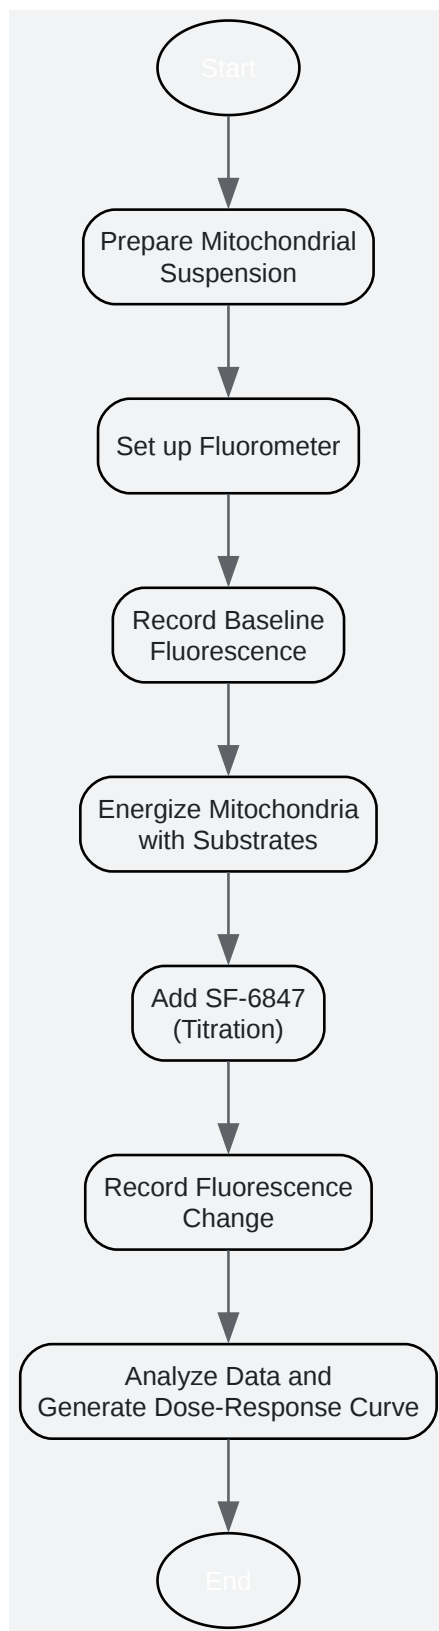 Start
Prepare Mitochondrial
Suspension
Set up Fluorometer
Record Baseline
Fluorescence
Energize Mitochondria
with Substrates
Add SF-6847
(Titration)
Record Fluorescence
Change
Analyze Data and
Generate Dose-Response Curve
End